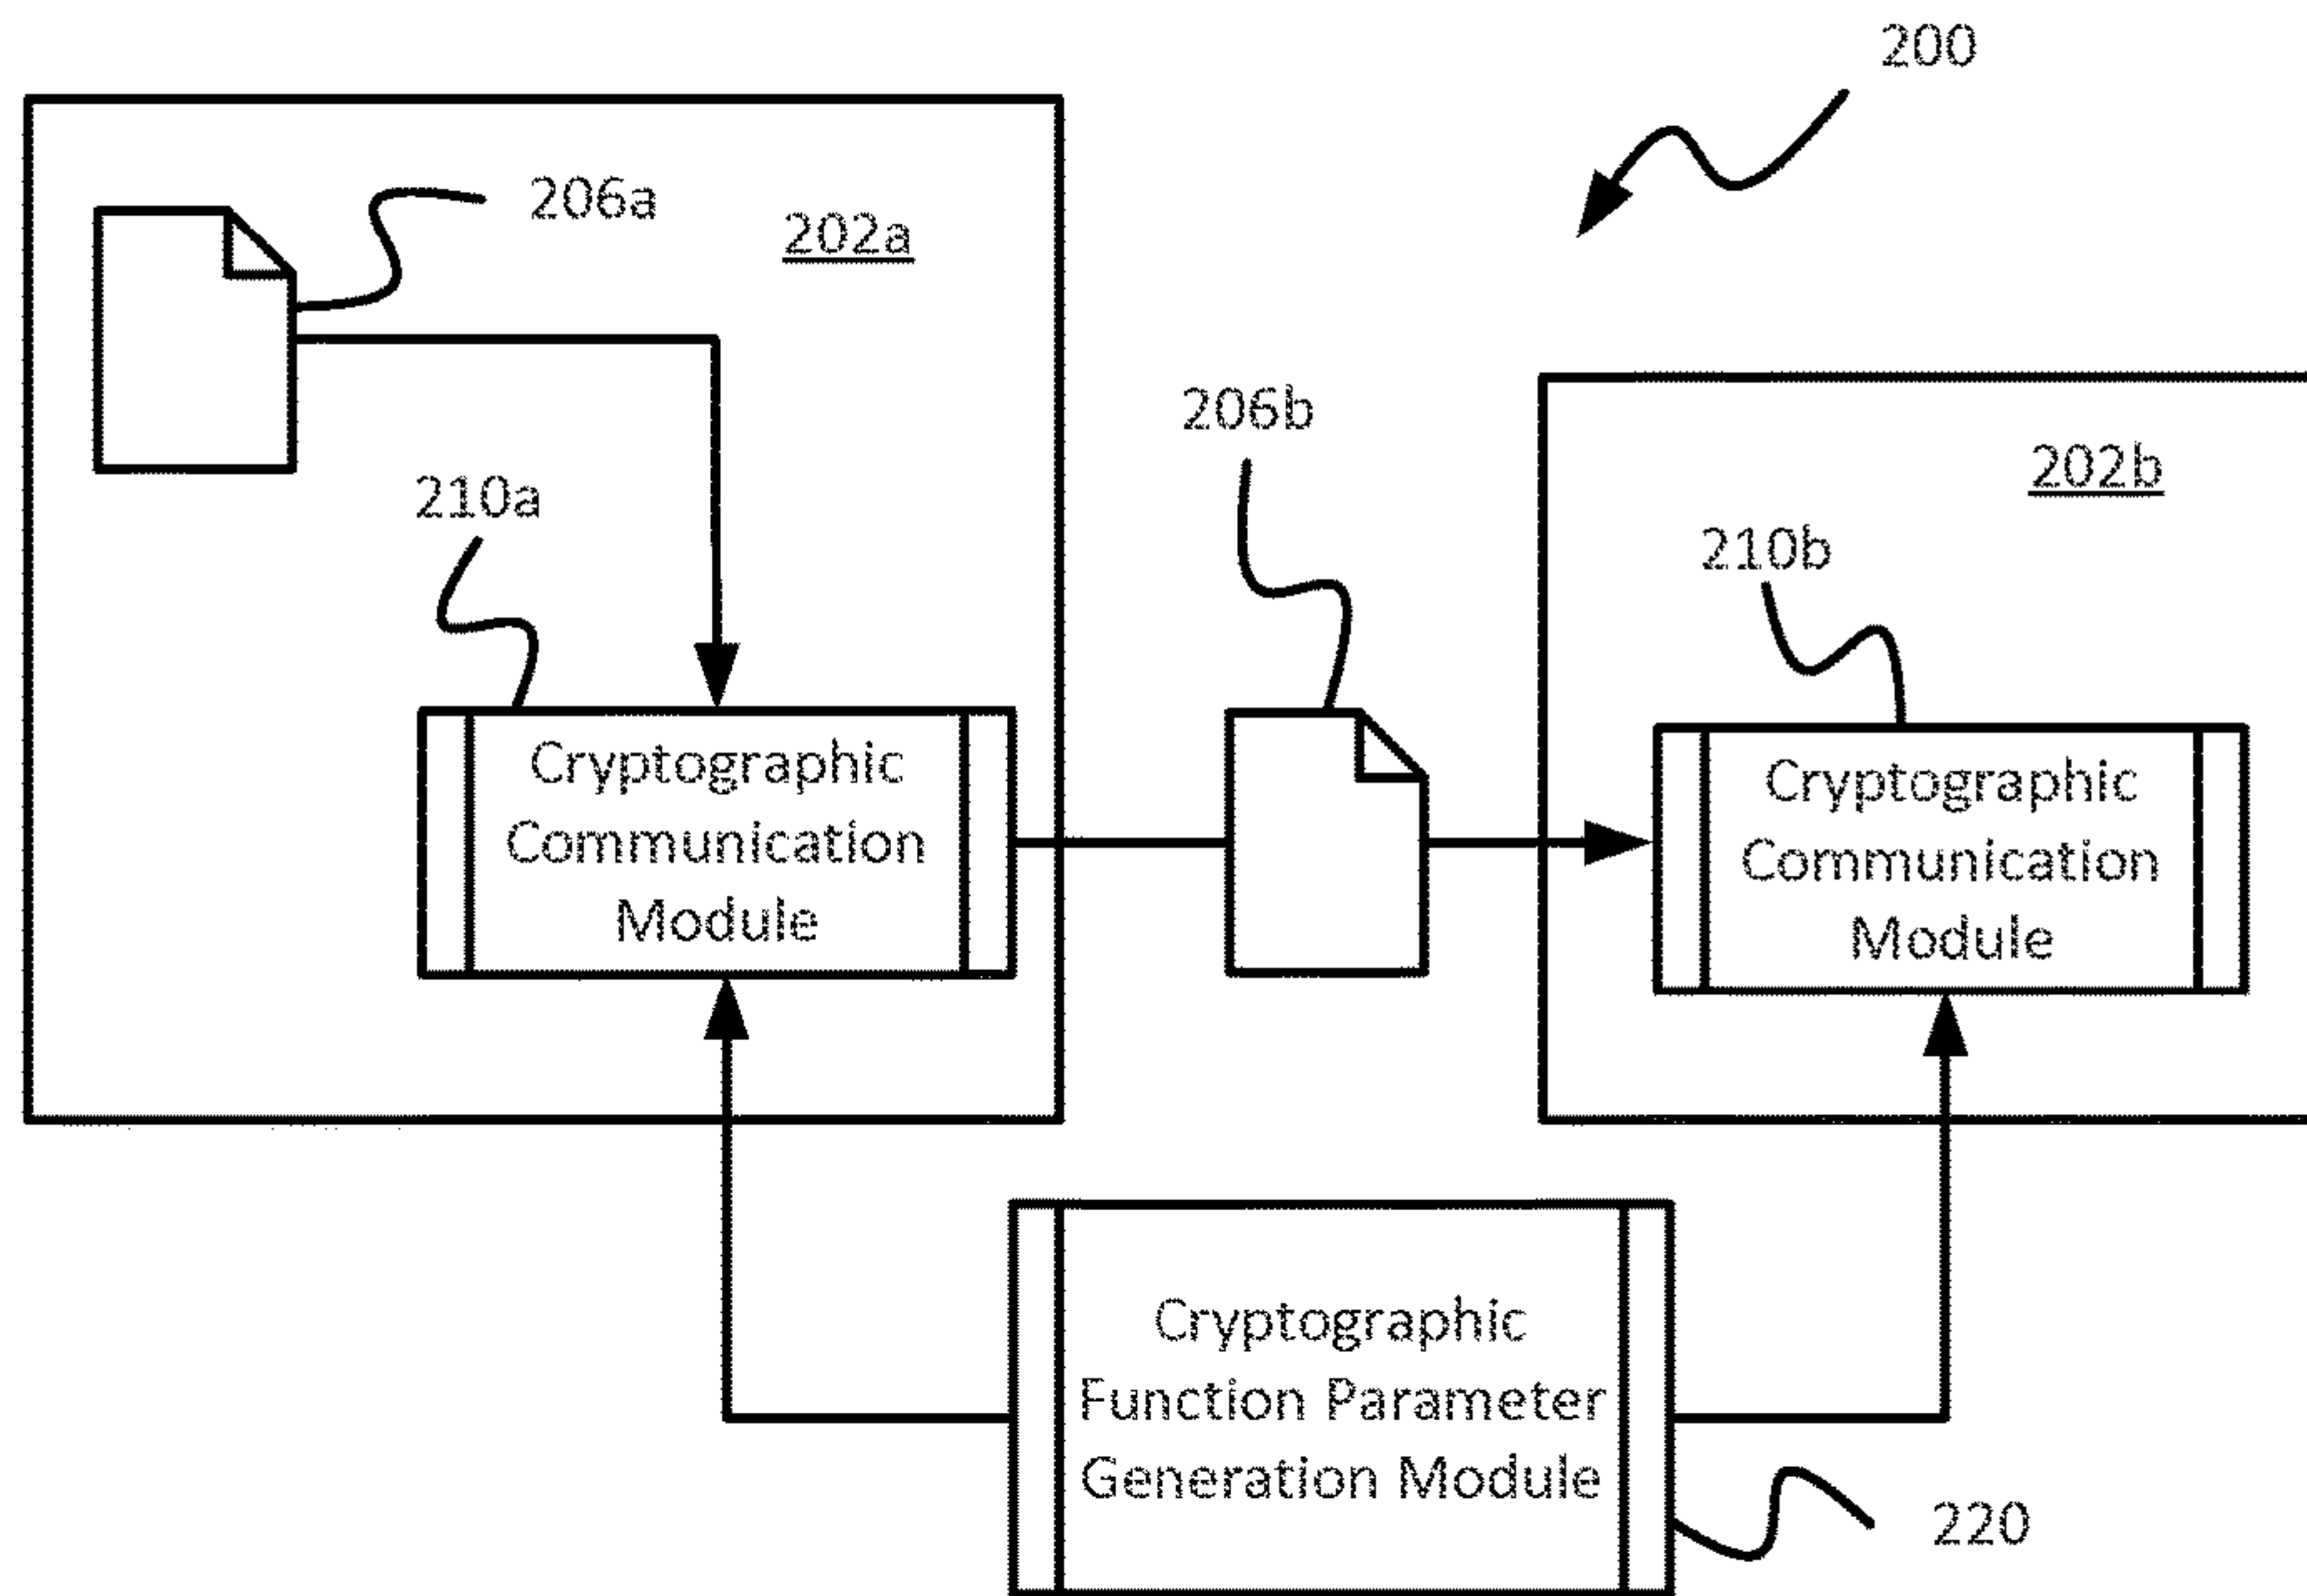 200
206a
202a
206b
202b
210a
210b
Cryptographic
Communication
Module
Cryptographic
Communication
Module
Cryptographic
Function Parameter
Generation Module
220